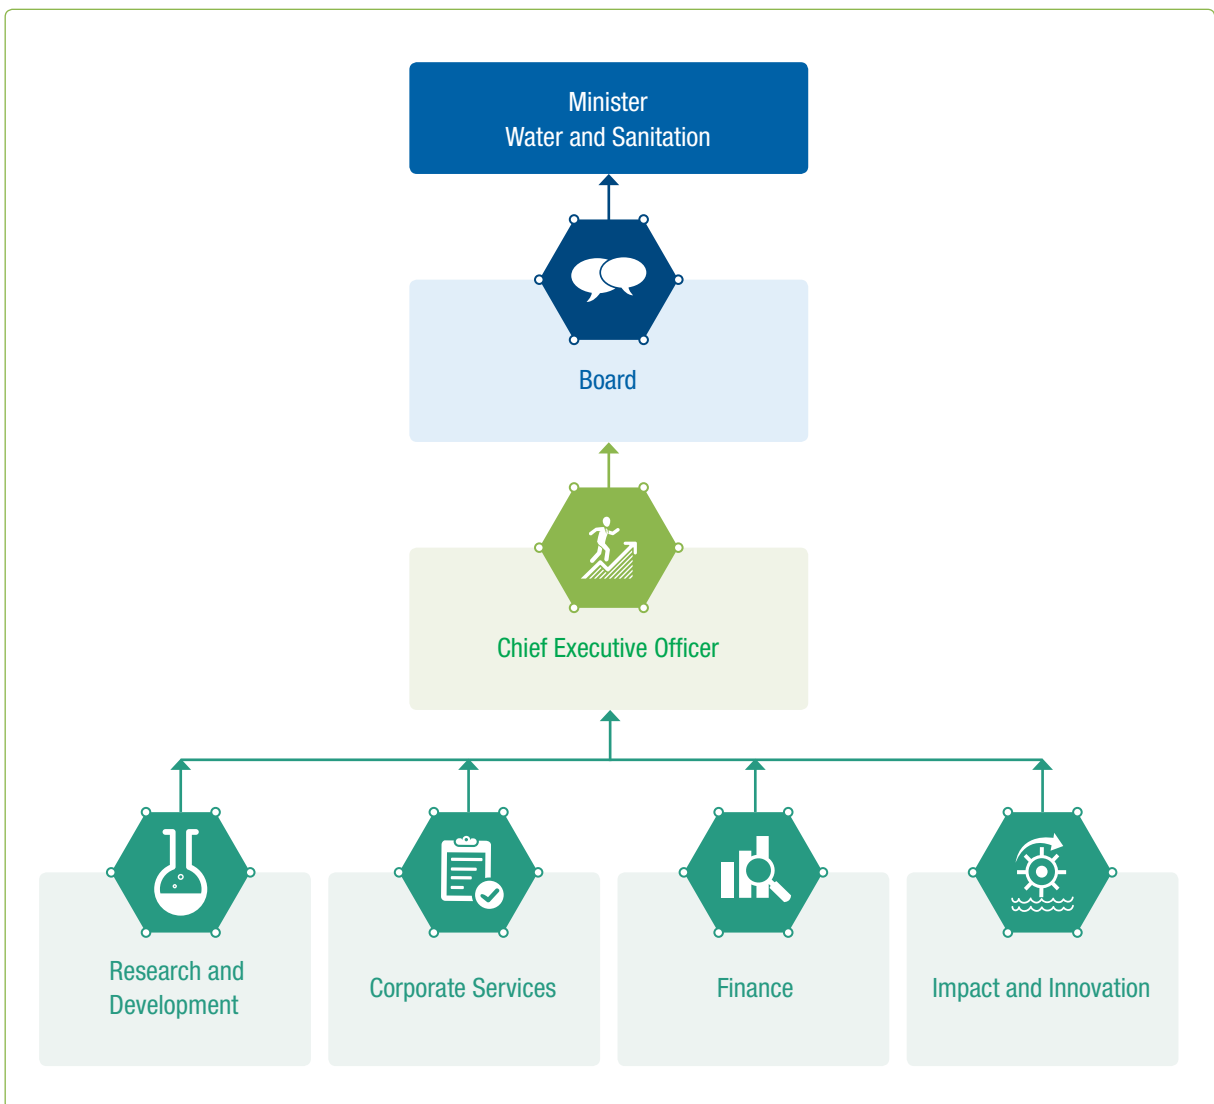 Minister
Water and Sanitation
Board
Chief Executive Officer
Research and
Development
Corporate Services
Finance
Impact and Innovation